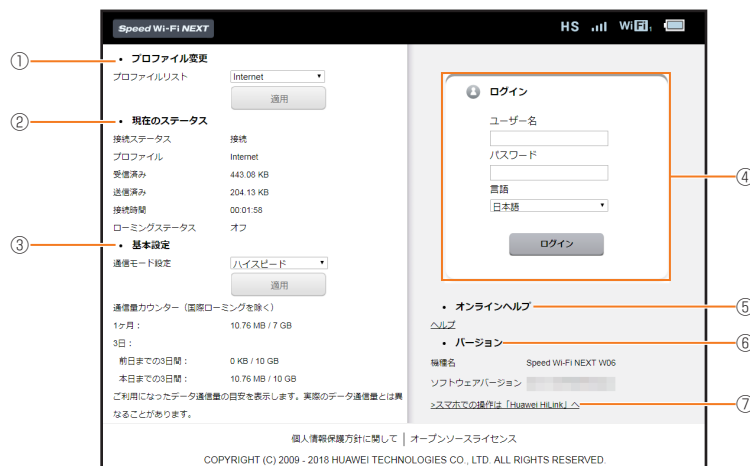 Speed Wi-Fi NEXT
HS WiFi 1
① ・ プロファイル変更
プロファイルリスト Internet
適用
② ・ 現在のステータス
接続ステータス 接続
プロファイル Internet
受信済み 443.08 KB
送信済み 204.13 KB
接続時間 00:01:58
ローミングステータス オフ
③ ・ 基本設定
通信モード設定 ハイスピード
適用
通信量カウンター（国際ローミングを除く）
1ヶ月： 10.76 MB / 7 GB
3日：
前日までの3日間： 0 KB / 10 GB
本日までの3日間： 10.76 MB / 10 GB
ご利用になったデータ通信量の目安を表示します。実際のデータ通信量とは異
なることがあります。
ログイン
ユーザー名
パスワード
④
言語
日本語
ログイン
・ オンラインヘルプ ⑤
ヘルプ
・ バージョン ⑥
機種名 Speed Wi-Fi NEXT W06
ソフトウェアバージョン
>スマホでの操作は「Huawei HiLink」へ ⑦
個人情報保護方針に関して | オープンソースライセンス
COPYRIGHT (C) 2009 - 2018 HUAWEI TECHNOLOGIES CO., LTD. ALL RIGHTS RESERVED.